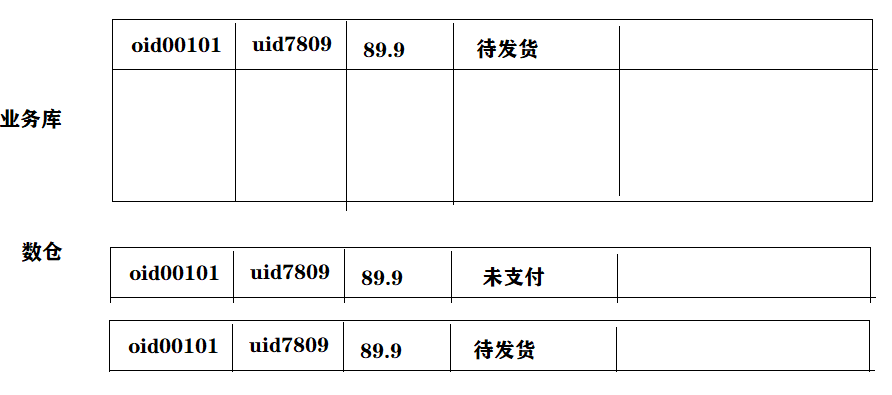 oid00101 uid7809 89.9 待发货
业务库
数仓
oid00101 uid7809 89.9 未支付
oid00101 uid7809 89.9 待发货